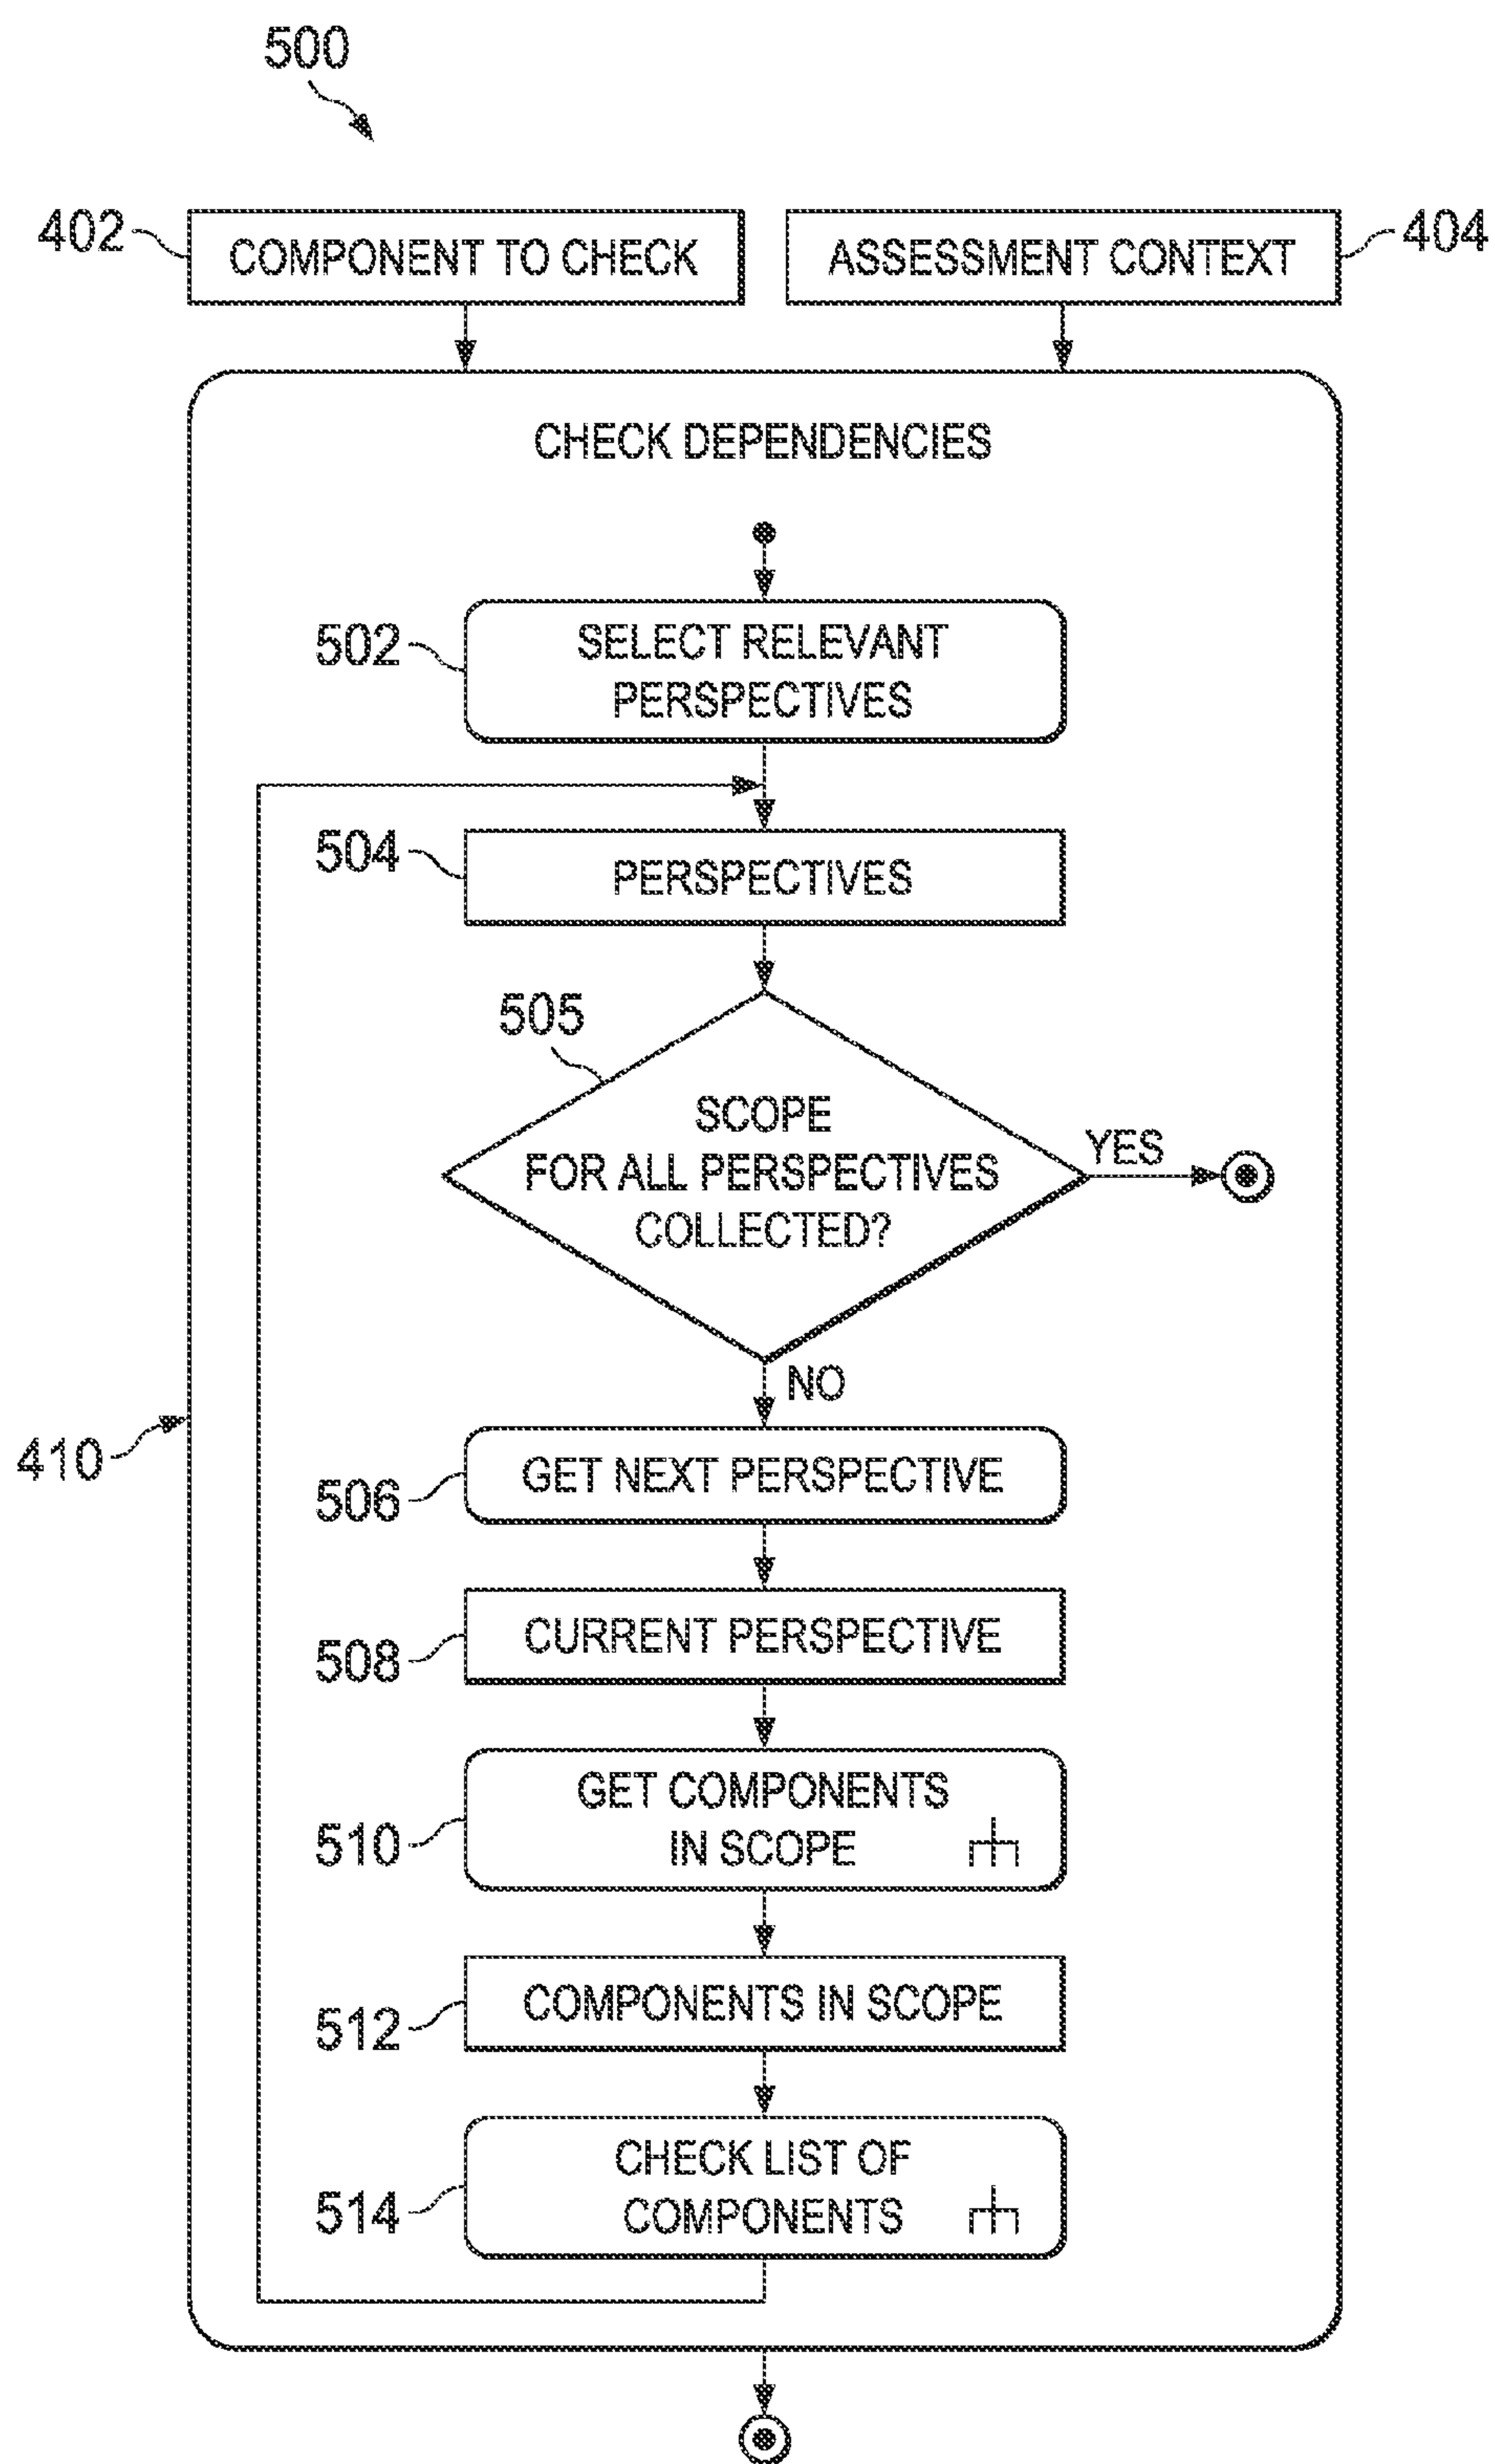 500
402
COMPONENT TO CHECK
ASSESSMENT CONTEXT
404
CHECK DEPENDENCIES
502
SELECT RELEVANT
PERSPECTIVES
504
PERSPECTIVES
505
SCOPE
FOR ALL PERSPECTIVES
COLLECTED?
YES
NO
410
506
GET NEXT PERSPECTIVE
508
CURRENT PERSPECTIVE
510
GET COMPONENTS
IN SCOPE
512
COMPONENTS IN SCOPE
514
CHECK LIST OF
COMPONENTS